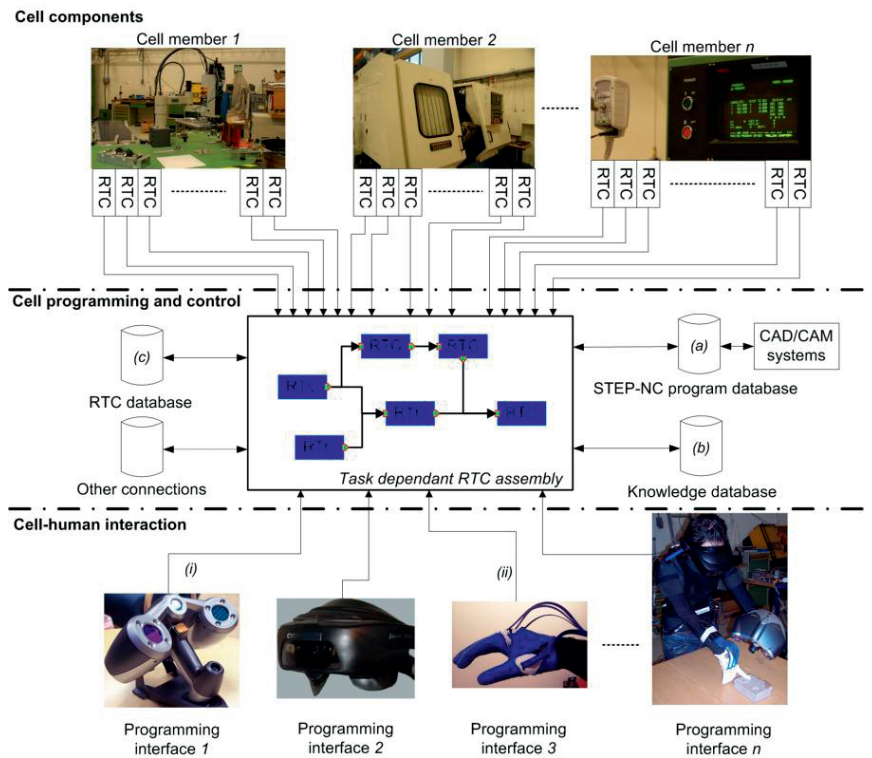 Cell components
Cell member 1
Cell member 2
Cell member n
RTC RTC RTC RTC RTC
RTC RTC RTC RTC RTC
RTC RTC RTC RTC RTC
Cell programming and control
(c)
RTC database
Other connections
RTC
RTC
RTC
RTC
RTC
RTC
Task dependant RTC assembly
(a)
CAD/CAM
systems
STEP-NC program database
(b)
Knowledge database
Cell-human interaction
(i)
(ii)
Programming
interface 1
Programming
interface 2
Programming
interface 3
Programming
interface n